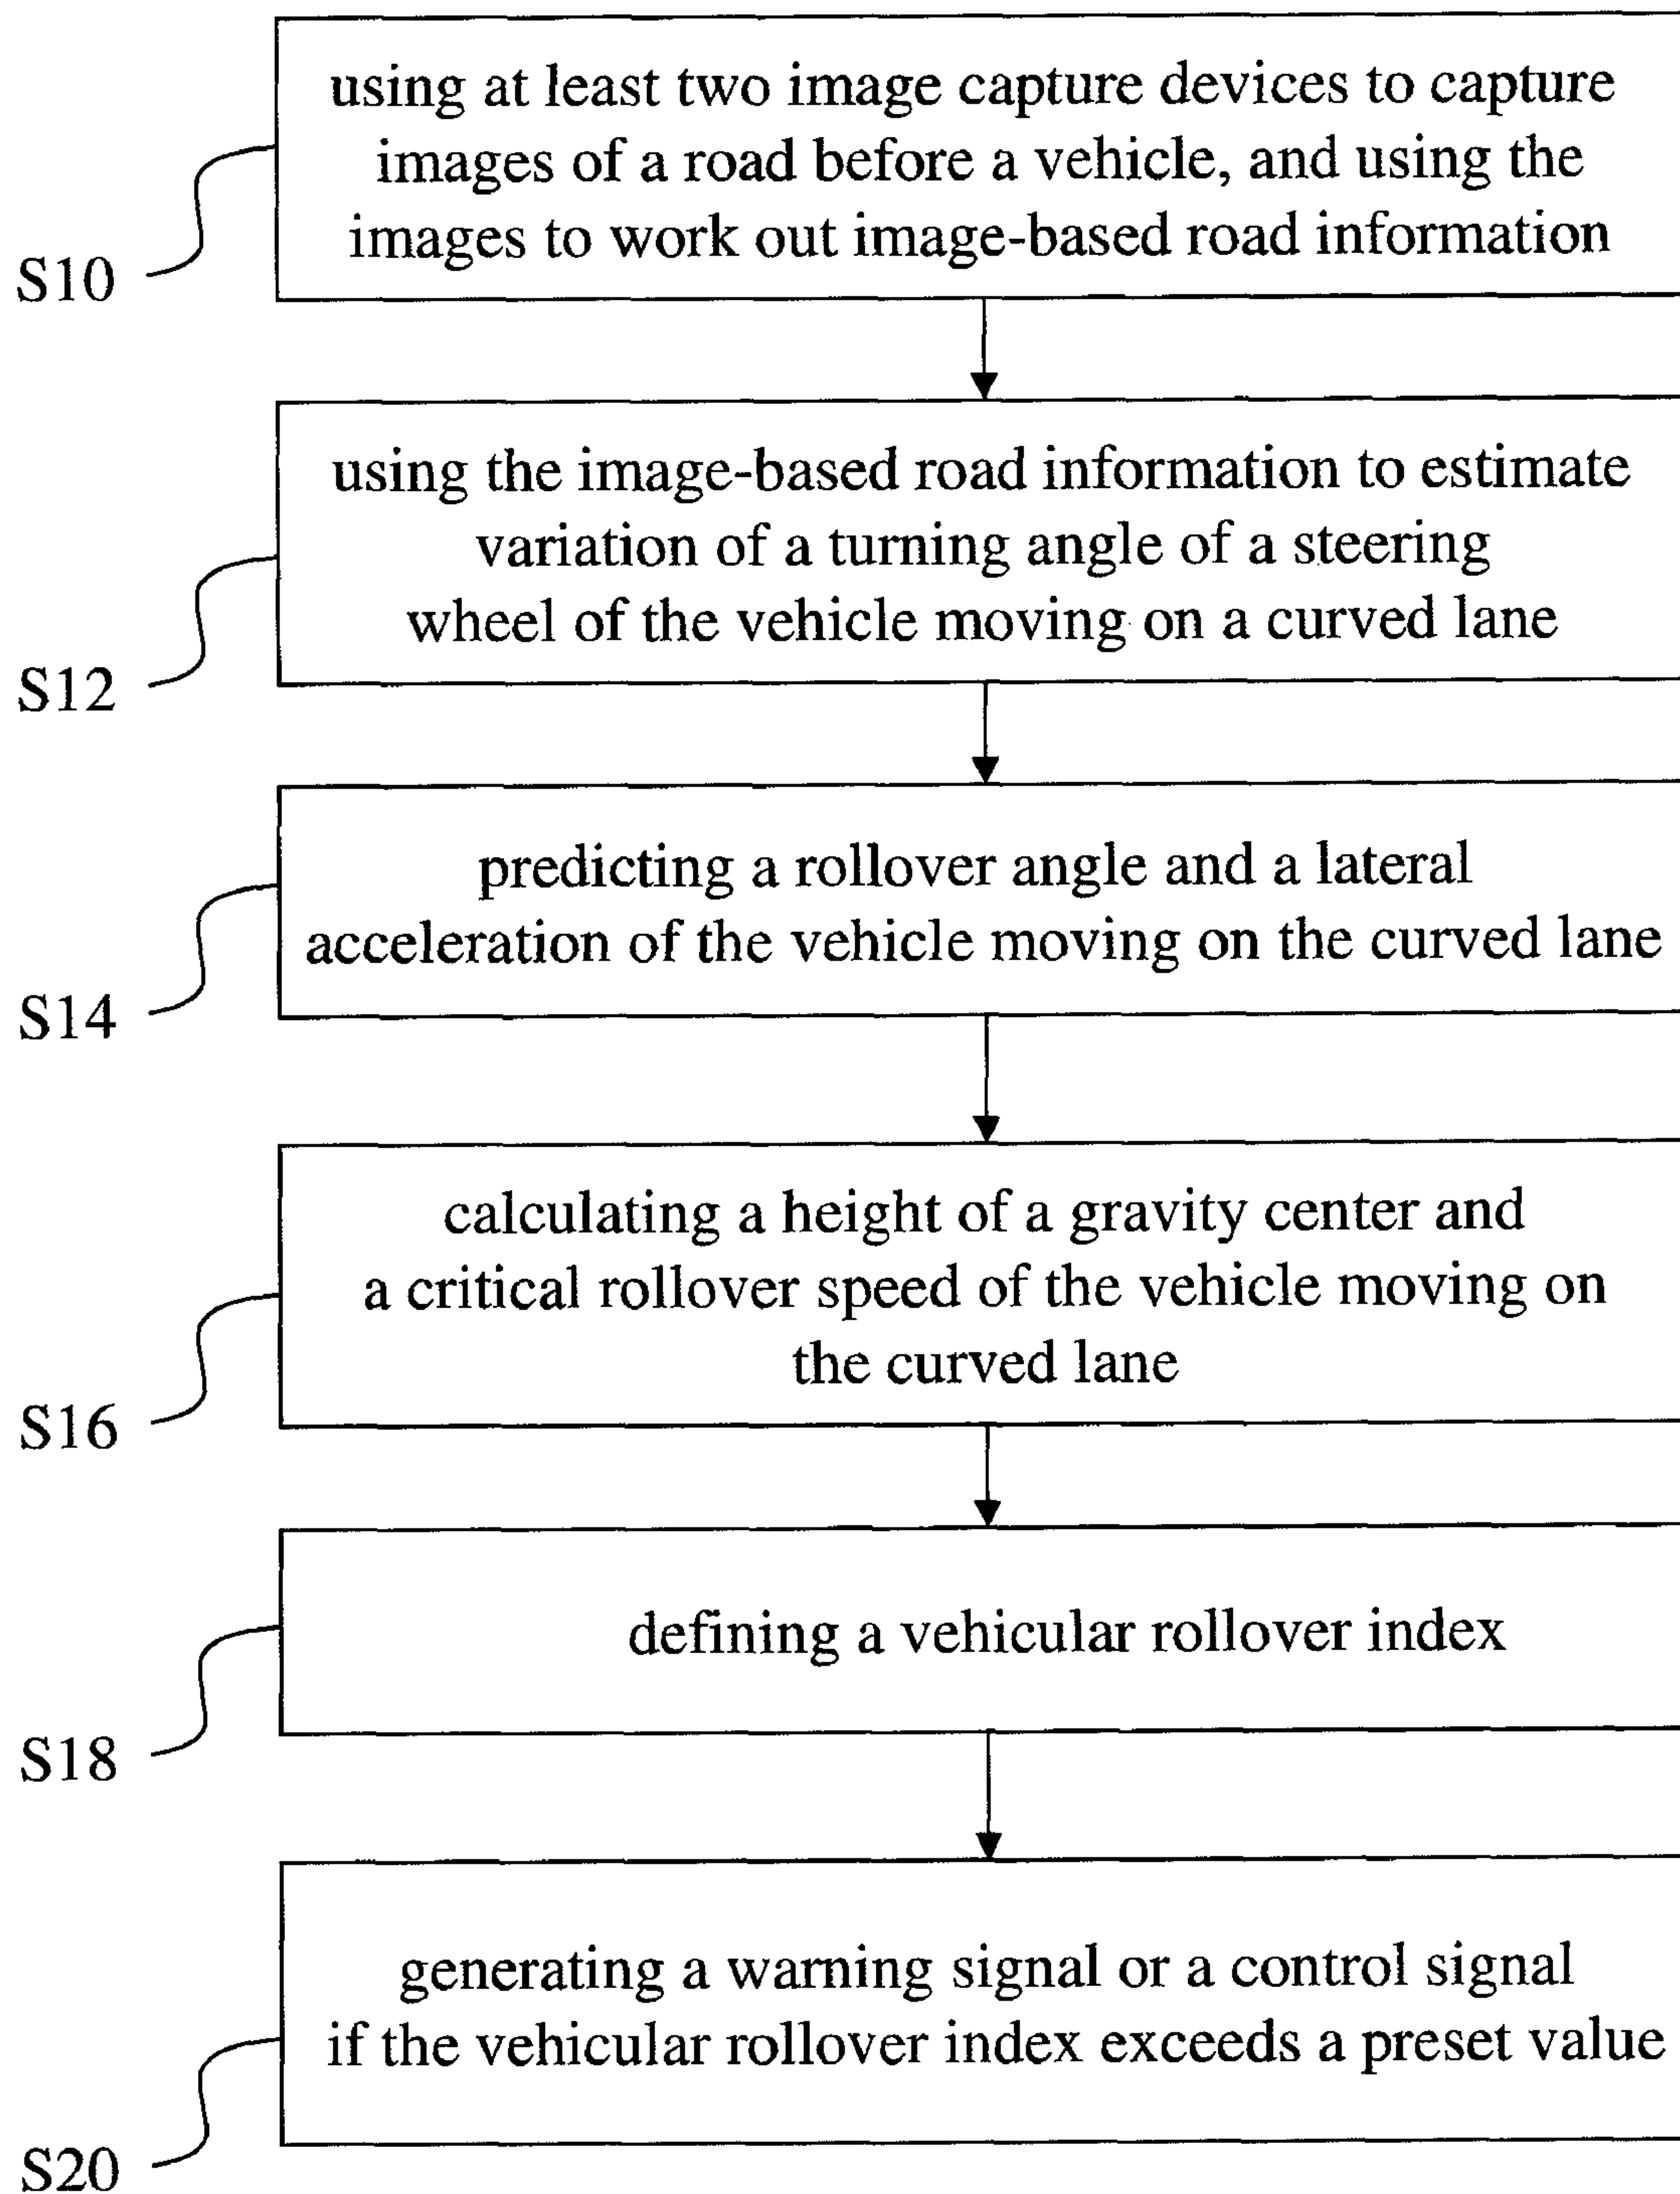 using at least two image capture devices to capture
images of a road before a vehicle, and using the
images to work out image-based road information
S10
using the image-based road information to estimate
variation of a turning angle of a steering
wheel of the vehicle moving on a curved lane
S12
predicting a rollover angle and a lateral
acceleration of the vehicle moving on the curved lane
S14
calculating a height of a gravity center and
a critical rollover speed of the vehicle moving on
the curved lane
S16
defining a vehicular rollover index
S18
generating a warning signal or a control signal
if the vehicular rollover index exceeds a preset value
S20